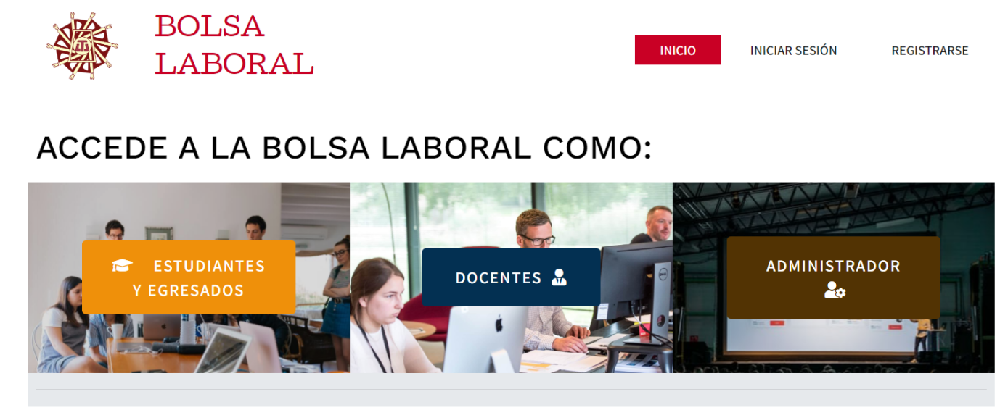 BOLSA
LABORAL
INICIO
INICIAR SESIÓN
REGISTRARSE
ACCEDE A LA BOLSA LABORAL COMO:
ESTUDIANTES
Y EGRESADOS
DOCENTES
ADMINISTRADOR